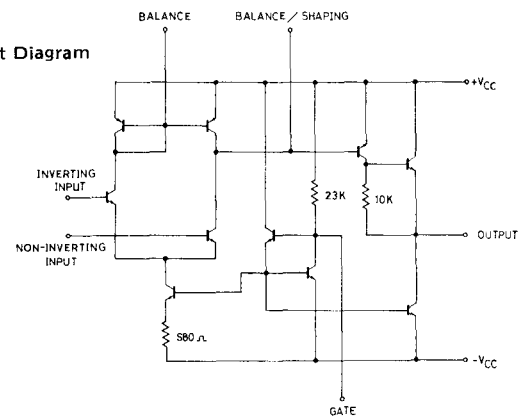 BALANCE
BALANCE / SHAPING
t Diagram
+VCC
INVERTING
INPUT
23K
10K
OUTPUT
NON-INVERTING
INPUT
580 Ω
-VCC
GATE